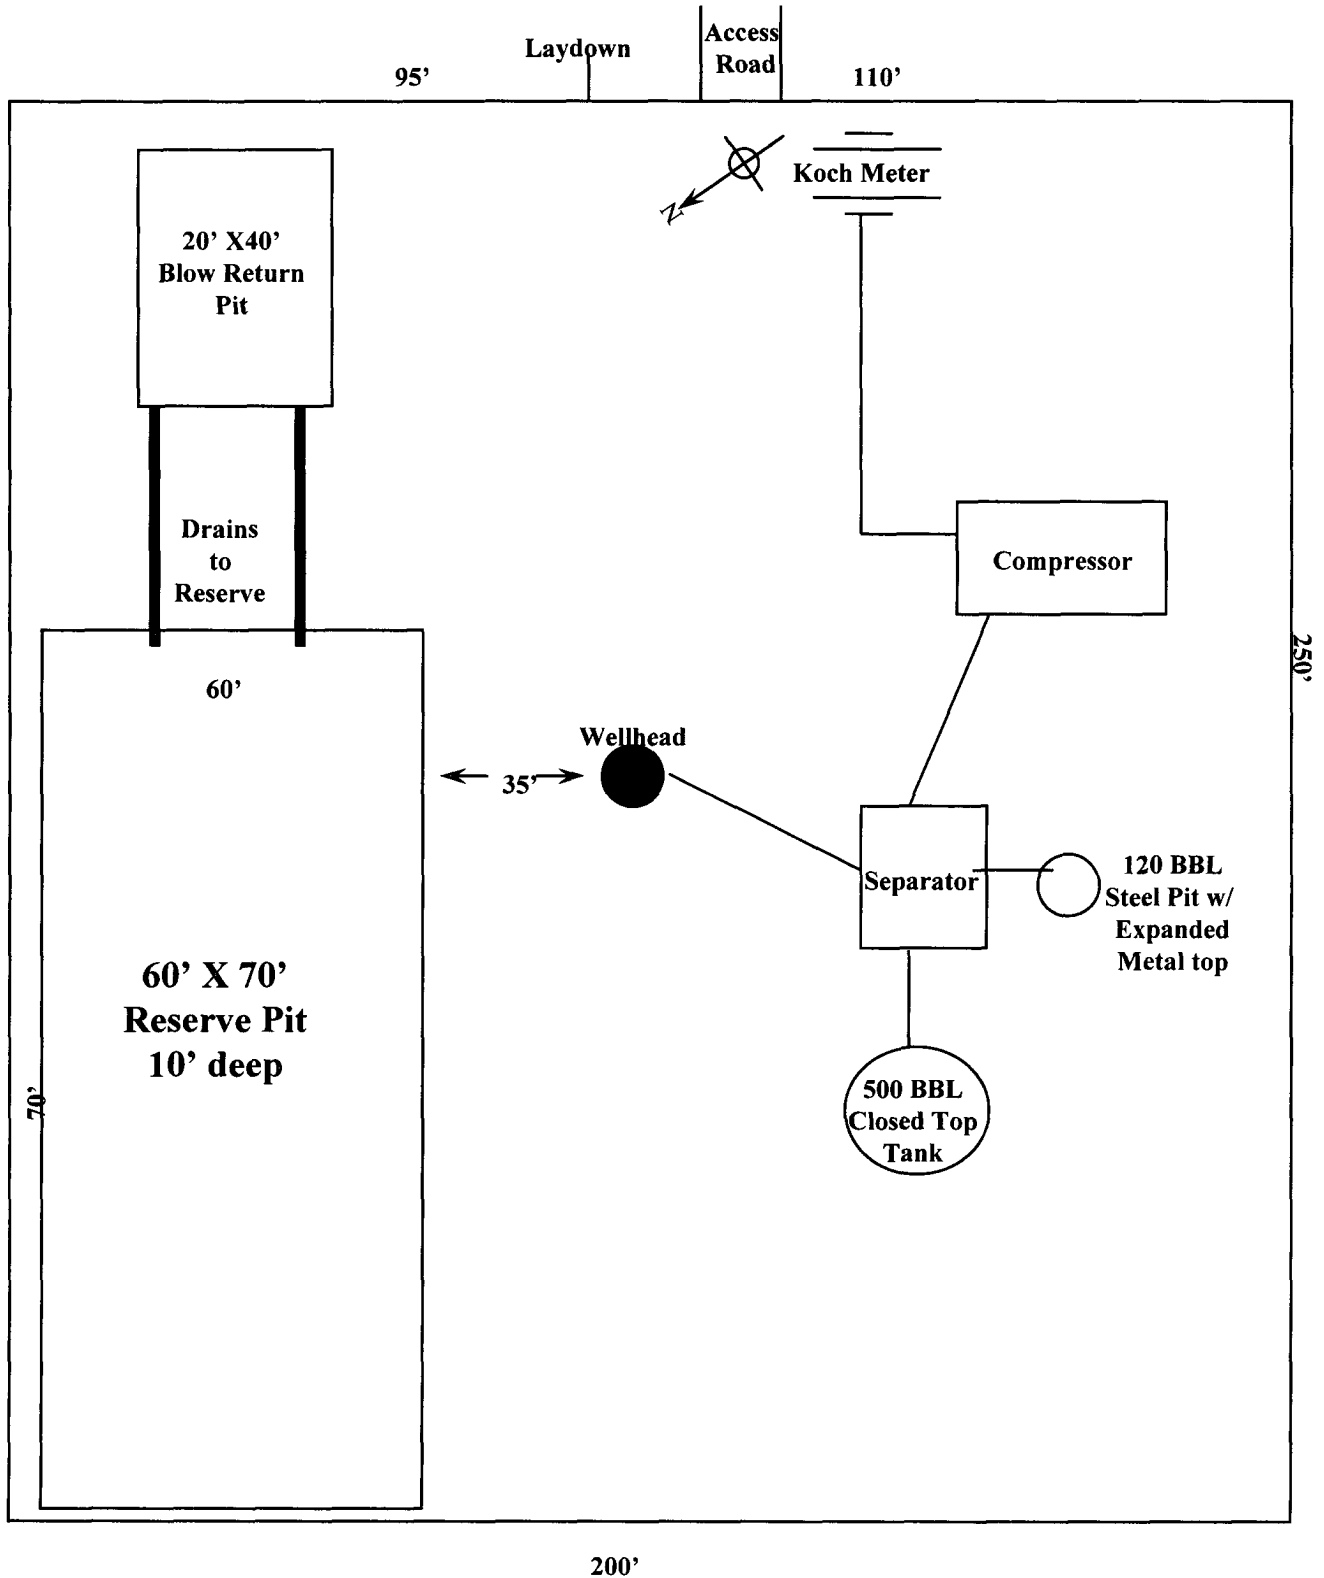 Laydown
Access
Road
95’
110’
Koch Meter
N
20’ X40’
Blow Return
Pit
Drains
to
Reserve
Compressor
250’
60’
Wellhead
35’
Separator
120 BBL
Steel Pit w/
Expanded
Metal top
60’ X 70’
Reserve Pit
10’ deep
70’
500 BBL
Closed Top
Tank
200’